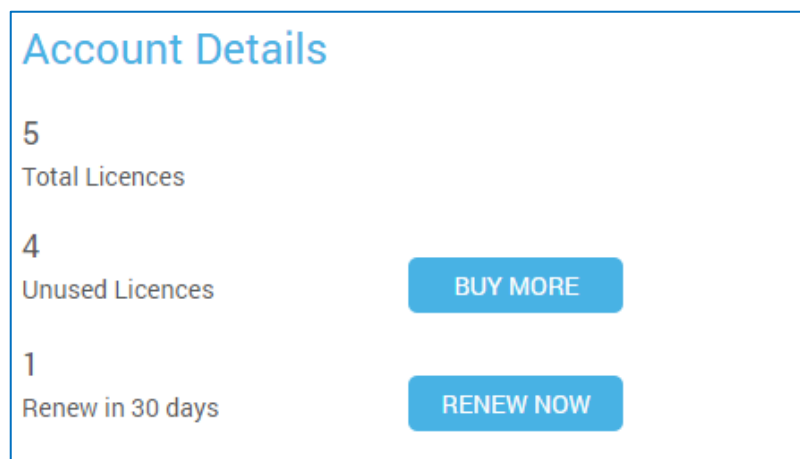 Account Details
5
Total Licences
4
Unused Licences
BUY MORE
1
Renew in 30 days
RENEW NOW